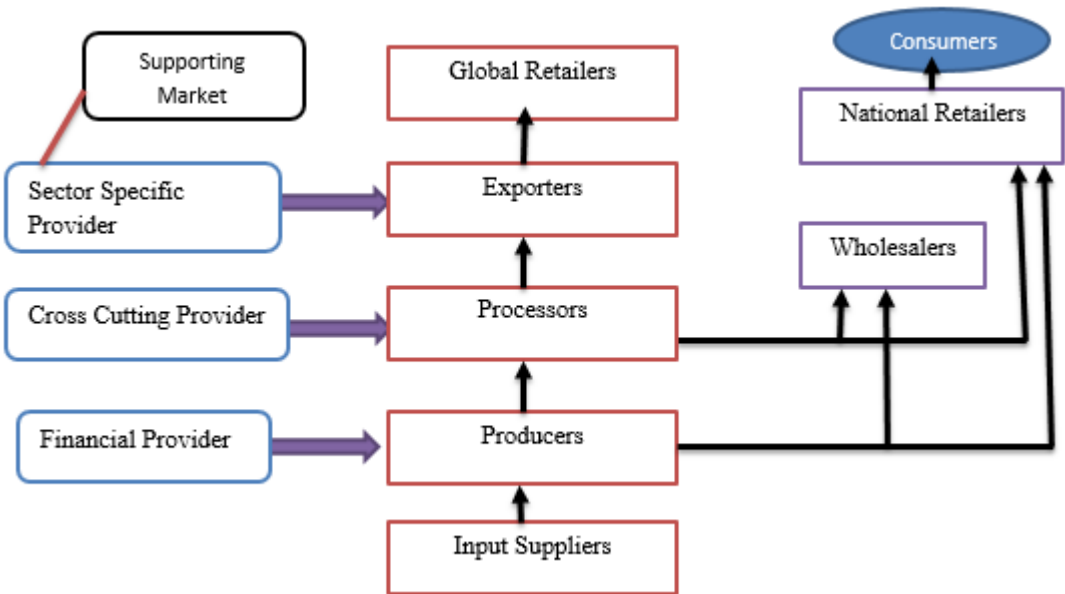 Consumers
Supporting
Market
Global Retailers
National Retailers
Sector Specific
Provider
Exporters
Wholesalers
Cross Cutting Provider
Processors
Financial Provider
Producers
Input Suppliers